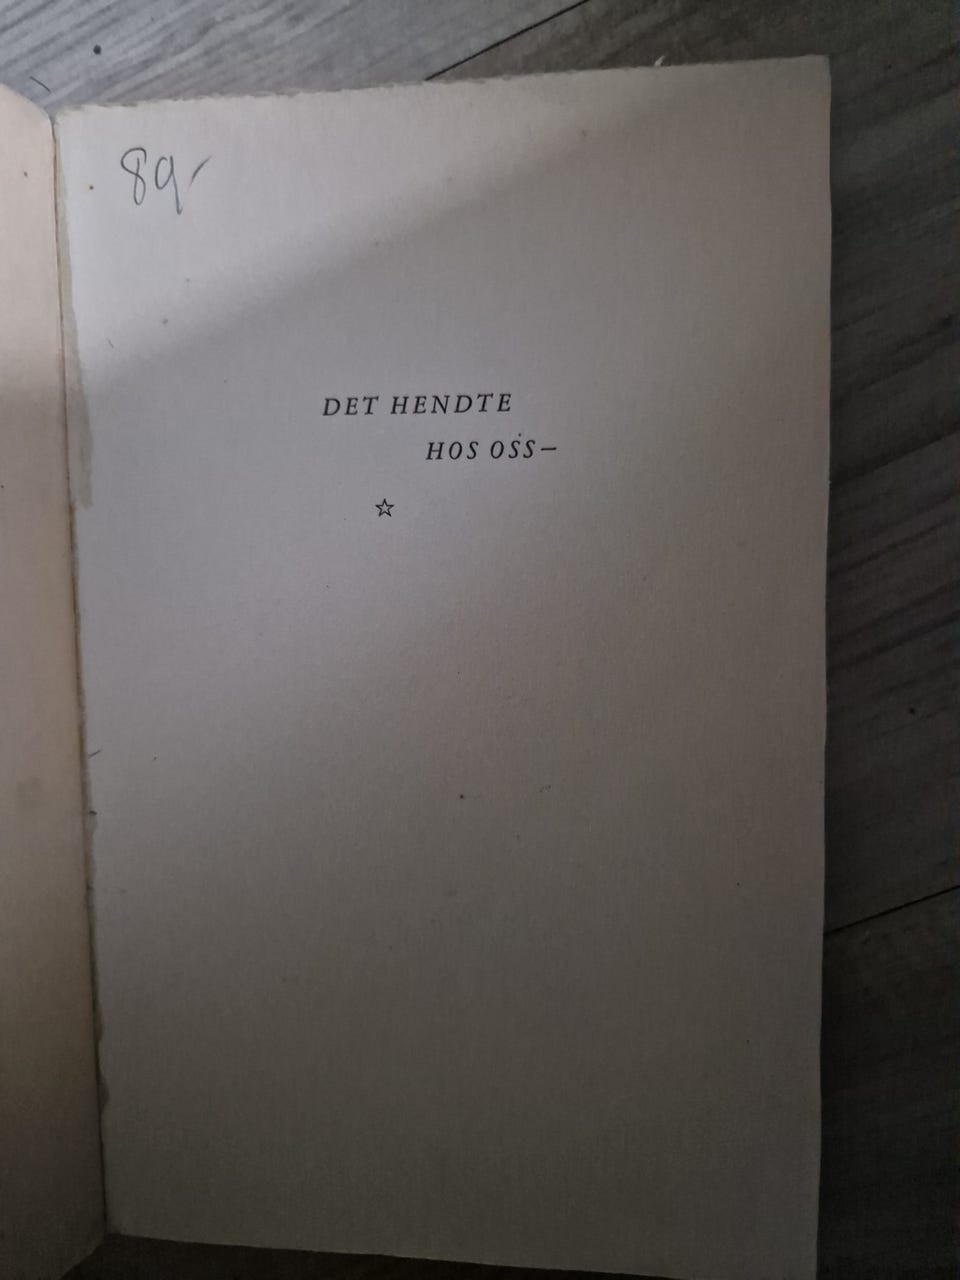 89-
DET HENDTE
HOS OSS—